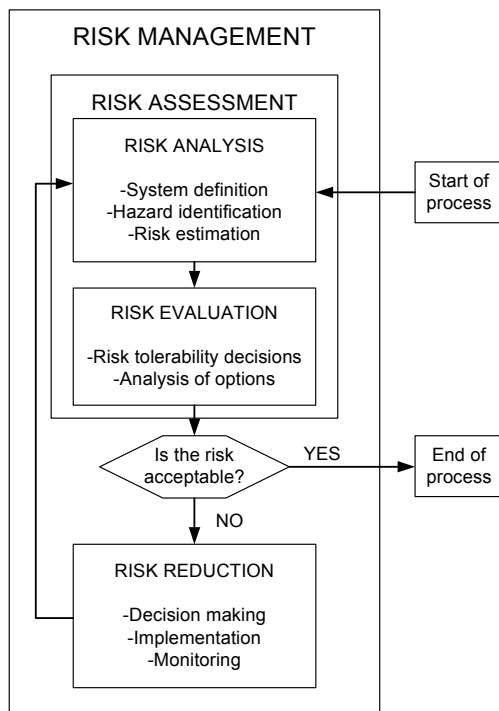 RISK MANAGEMENT
RISK ASSESSMENT
RISK ANALYSIS
-System definition
-Hazard identification
-Risk estimation
Start of
process
RISK EVALUATION
-Risk tolerability decisions
-Analysis of options
Is the risk
acceptable?
YES
End of
process
NO
RISK REDUCTION
-Decision making
-Implementation
-Monitoring